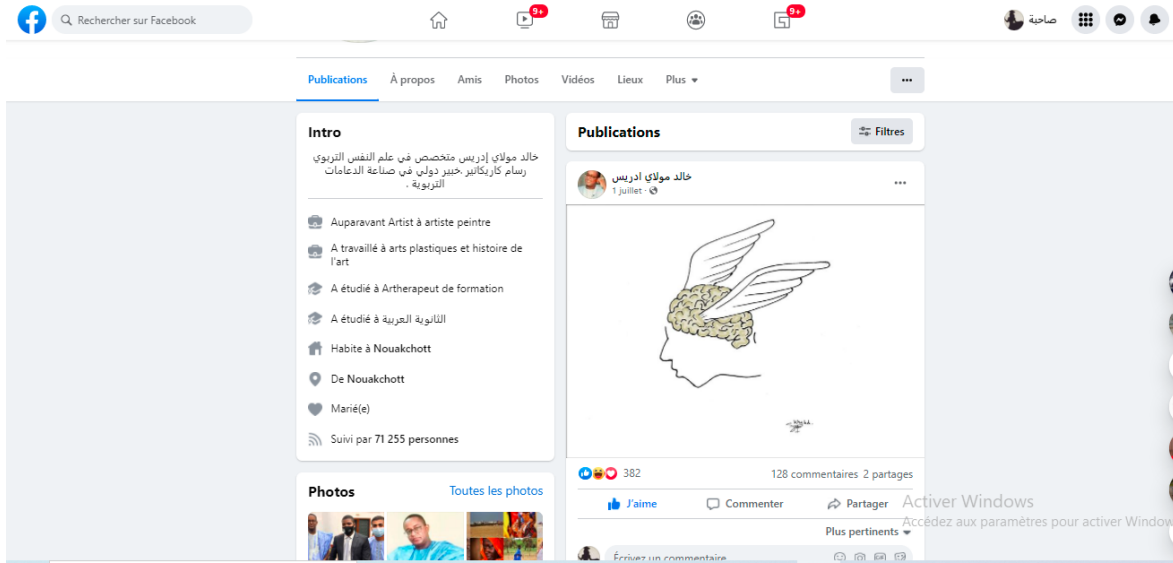 Rechercher sur Facebook
9+
9+
صاحبة
Publications
À propos
Amis
Photos
Vidéos
Lieux
Plus
Intro
خالد مولاي إدريس متخصص في علم النفس التربوي
رسام كاريكاتير .خبير دولي في صناعة الدعامات
التربوية .
Auparavant Artist à artiste peintre
A travaillé à arts plastiques et histoire de
l'art
A étudié à Artherapeut de formation
A étudié à الثانوية العربية
Habite à Nouakchott
De Nouakchott
Marié(e)
Suivi par 71 255 personnes
Photos
Toutes les photos
Publications
Filtres
خالد مولاي ادريس
1 juillet ·
382
128 commentaires 2 partages
J'aime
Commenter
Partager
Plus pertinents
Écrivez un commentaire
Activer Windows
Accédez aux paramètres pour activer Window